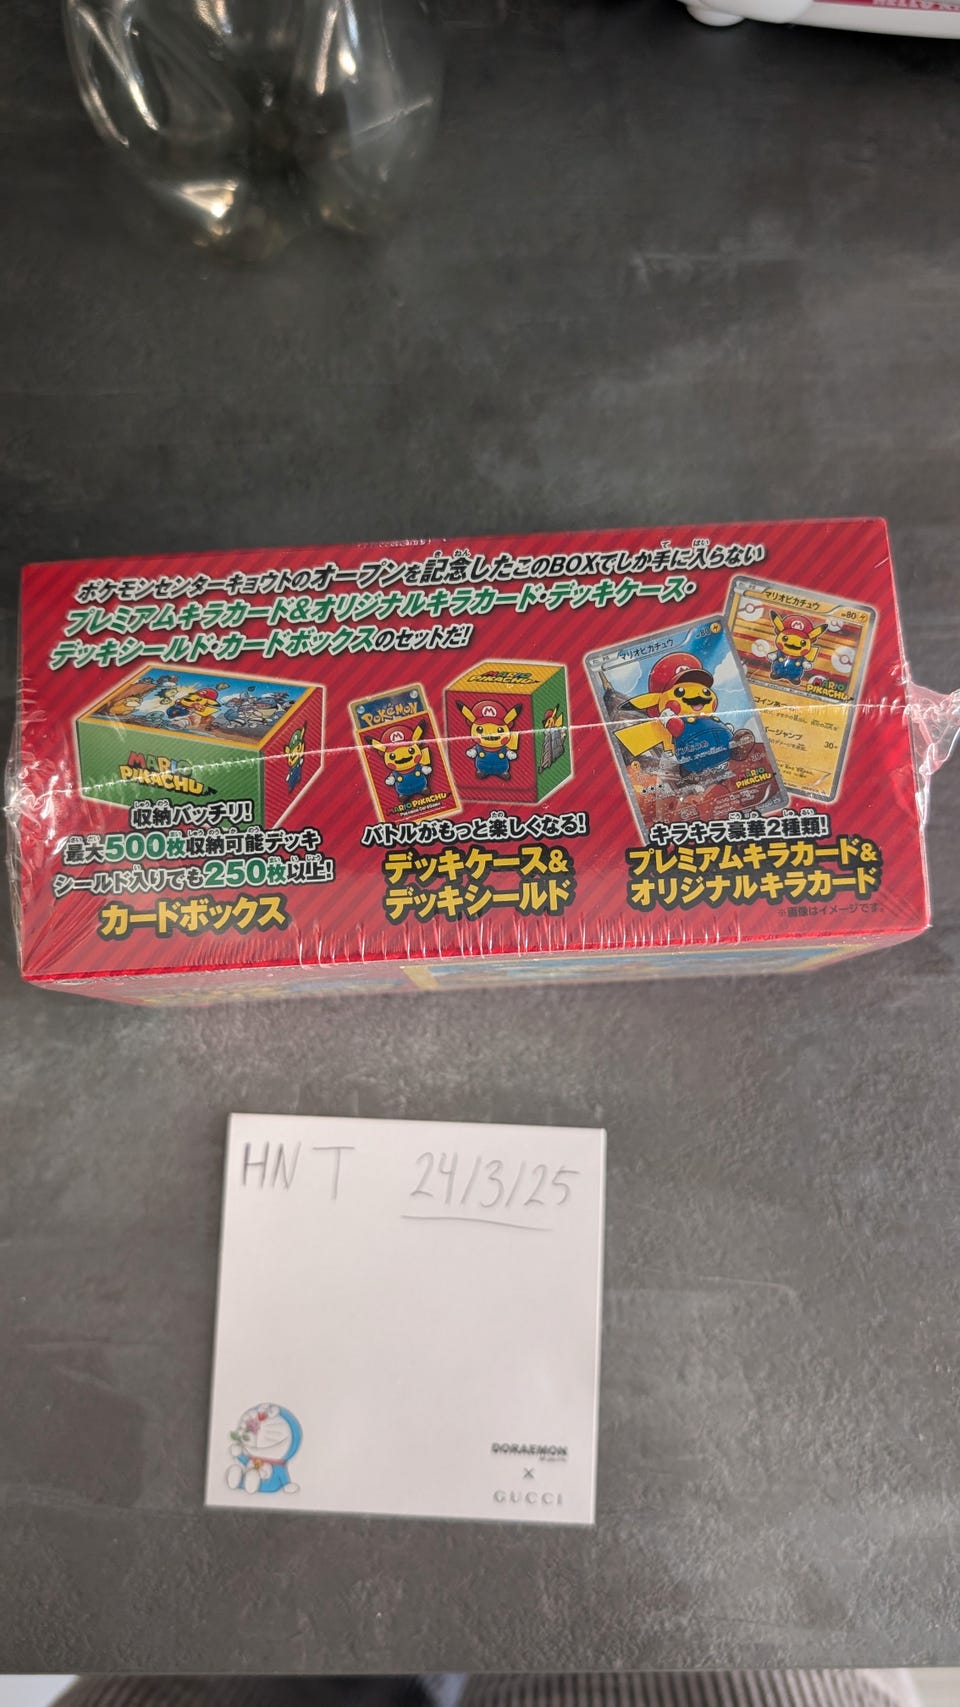 ポケモンセンターキョウトのオープンを記念したこのBOXでしか手に入らない
プレミアムキラカード&オリジナルキラカード・デッキケース・
デッキシールド・カードボックスのセットだ!
MARIO
PIKACHU
収納バッチリ!
最大500枚収納可能デッキ
シールド入りでも250枚以上!
カードボックス
POKéMON
MARIO PIKACHU
MARIO
PIKACHU
バトルがもっと楽しくなる!
デッキケース&
デッキシールド
マリオピカチュウ
MARIO
PIKACHU
マリオピカチュウ HP80
MARIO
PIKACHU
30
キラキラ豪華2種類!
プレミアムキラカード&
オリジナルキラカード
※画像はイメージです。
HNT 24/3/25
DORAEMON
×
GUCCI